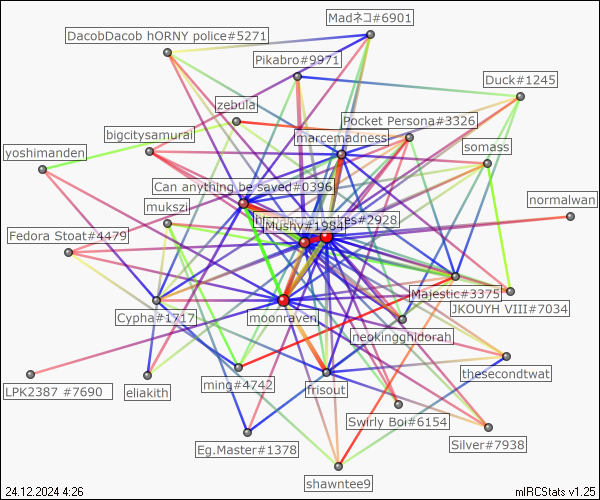 Madネコ#6901
DacobDacob hORNY police#5271
Pikabro#9971
Duck#1245
zebula
Pocket Persona#3326
bigcitysamurai
marcemadness
somass
yoshimanden
Can anything be saved#0396
normalwan
mukszi
es#2928
Mushy#1984
Fedora Stoat#4479
Majestic#3375
JKOUYH VIII#7034
Cypha#1717
moonraven
neokingghidorah
thesecondtwat
ming#4742
frisout
LPK2387 #7690
eliakith
Swirly Boi#6154
Silver#7938
Eg.Master#1378
shawntee9
24.12.2024 4:26
mIRCStats v1.25